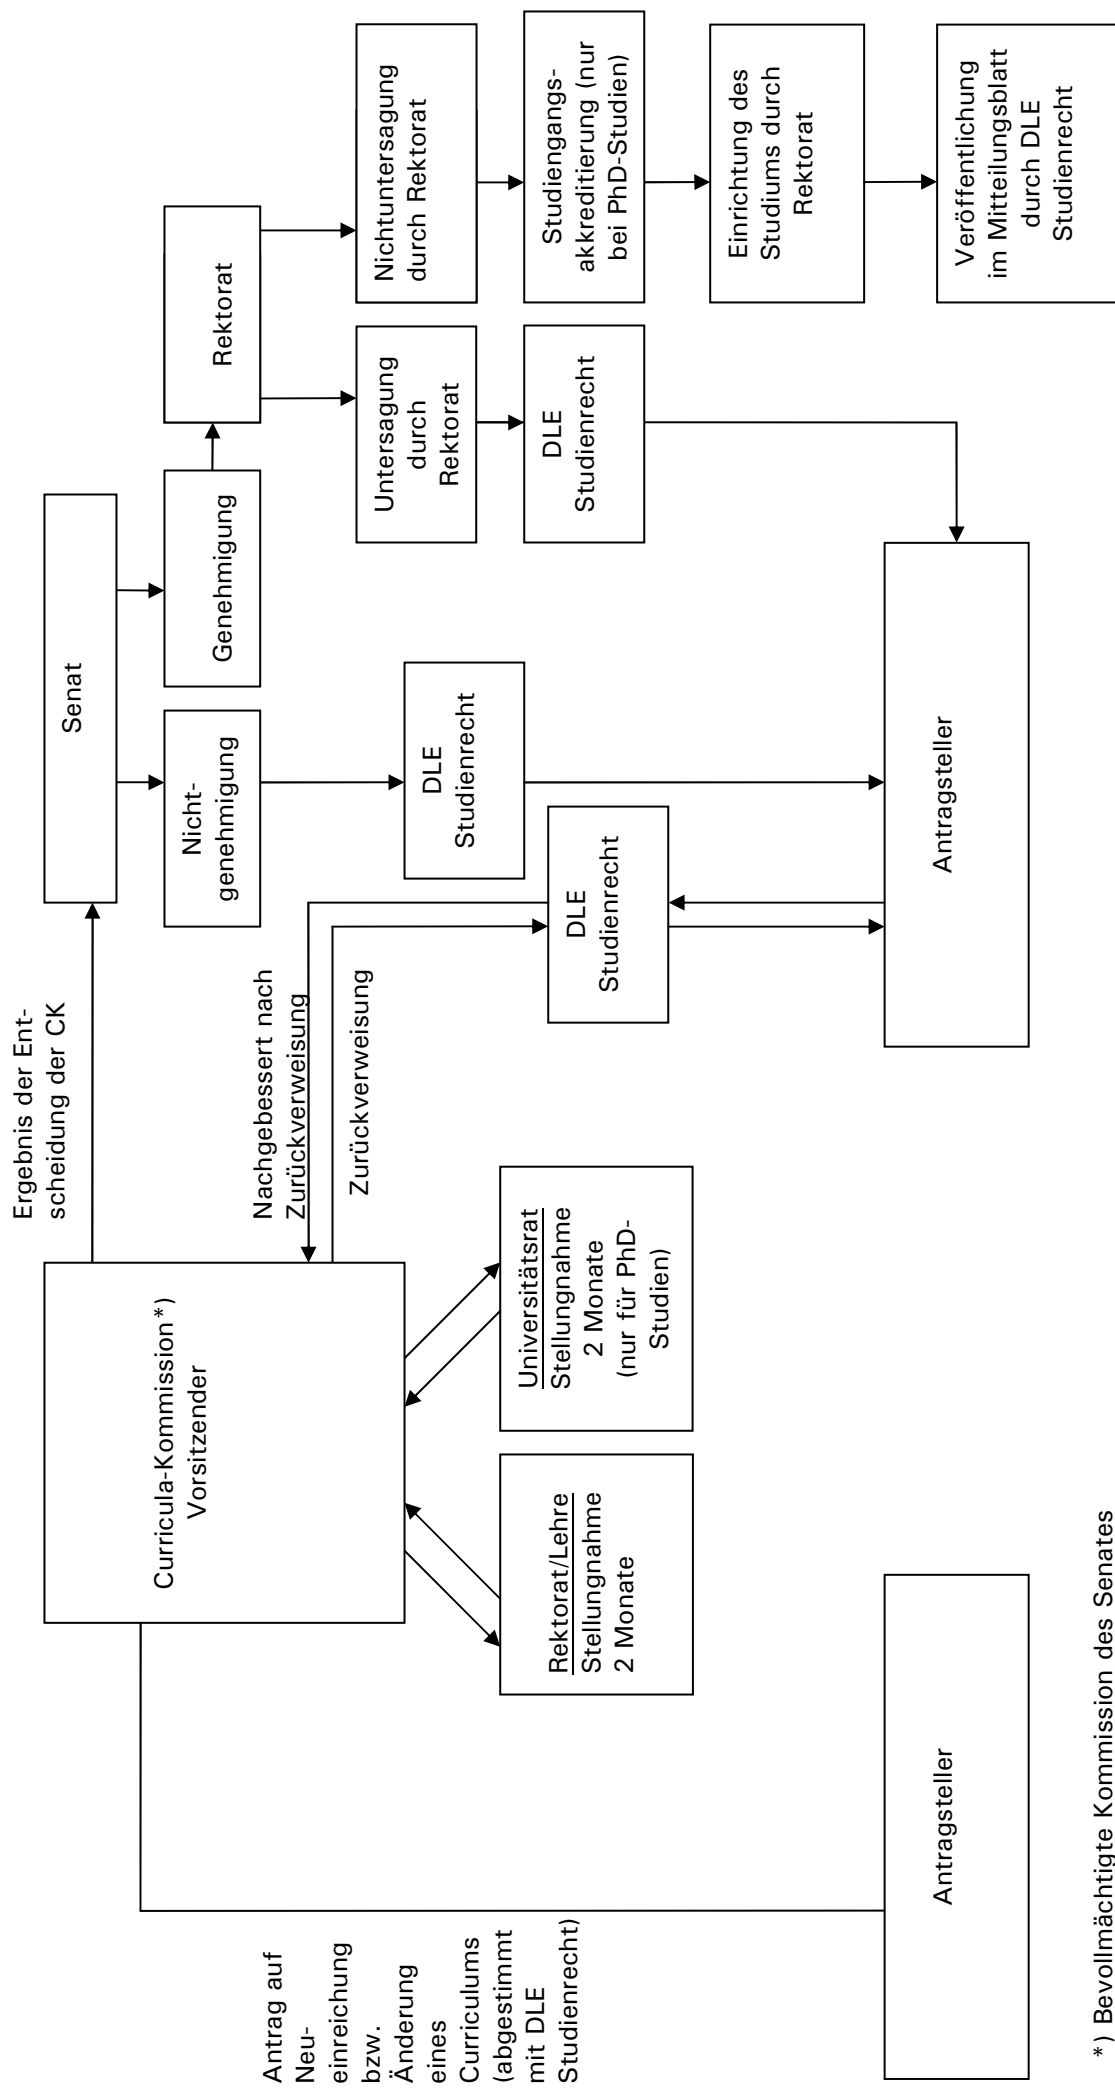 Antrag auf
Neu-
einreichung
bzw.
Änderung
eines
Curriculums
(abgestimmt
mit DLE
Studienrecht)
Antragsteller
Curricula-Kommission*)
Vorsitzender
Rektorat/Lehre
Stellungnahme
2 Monate
Universitätsrat
Stellungnahme
2 Monate
(nur für PhD-
Studien)
Ergebnis der Ent-
scheidung der CK
Nachgebessert nach
Zurückverweisung
Zurückverweisung
Senat
Nicht-
genehmigung
Genehmigung
DLE
Studienrecht
DLE
Studienrecht
Antragsteller
Rektorat
Untersagung
durch
Rektorat
DLE
Studienrecht
Nichtuntersagung
durch Rektorat
Studiengangs-
akkreditierung (nur
bei PhD-Studien)
Einrichtung des
Studiums durch
Rektorat
Veröffentlichung
im Mitteilungsblatt
durch DLE
Studienrecht
*) Bevollmächtigte Kommission des Senates